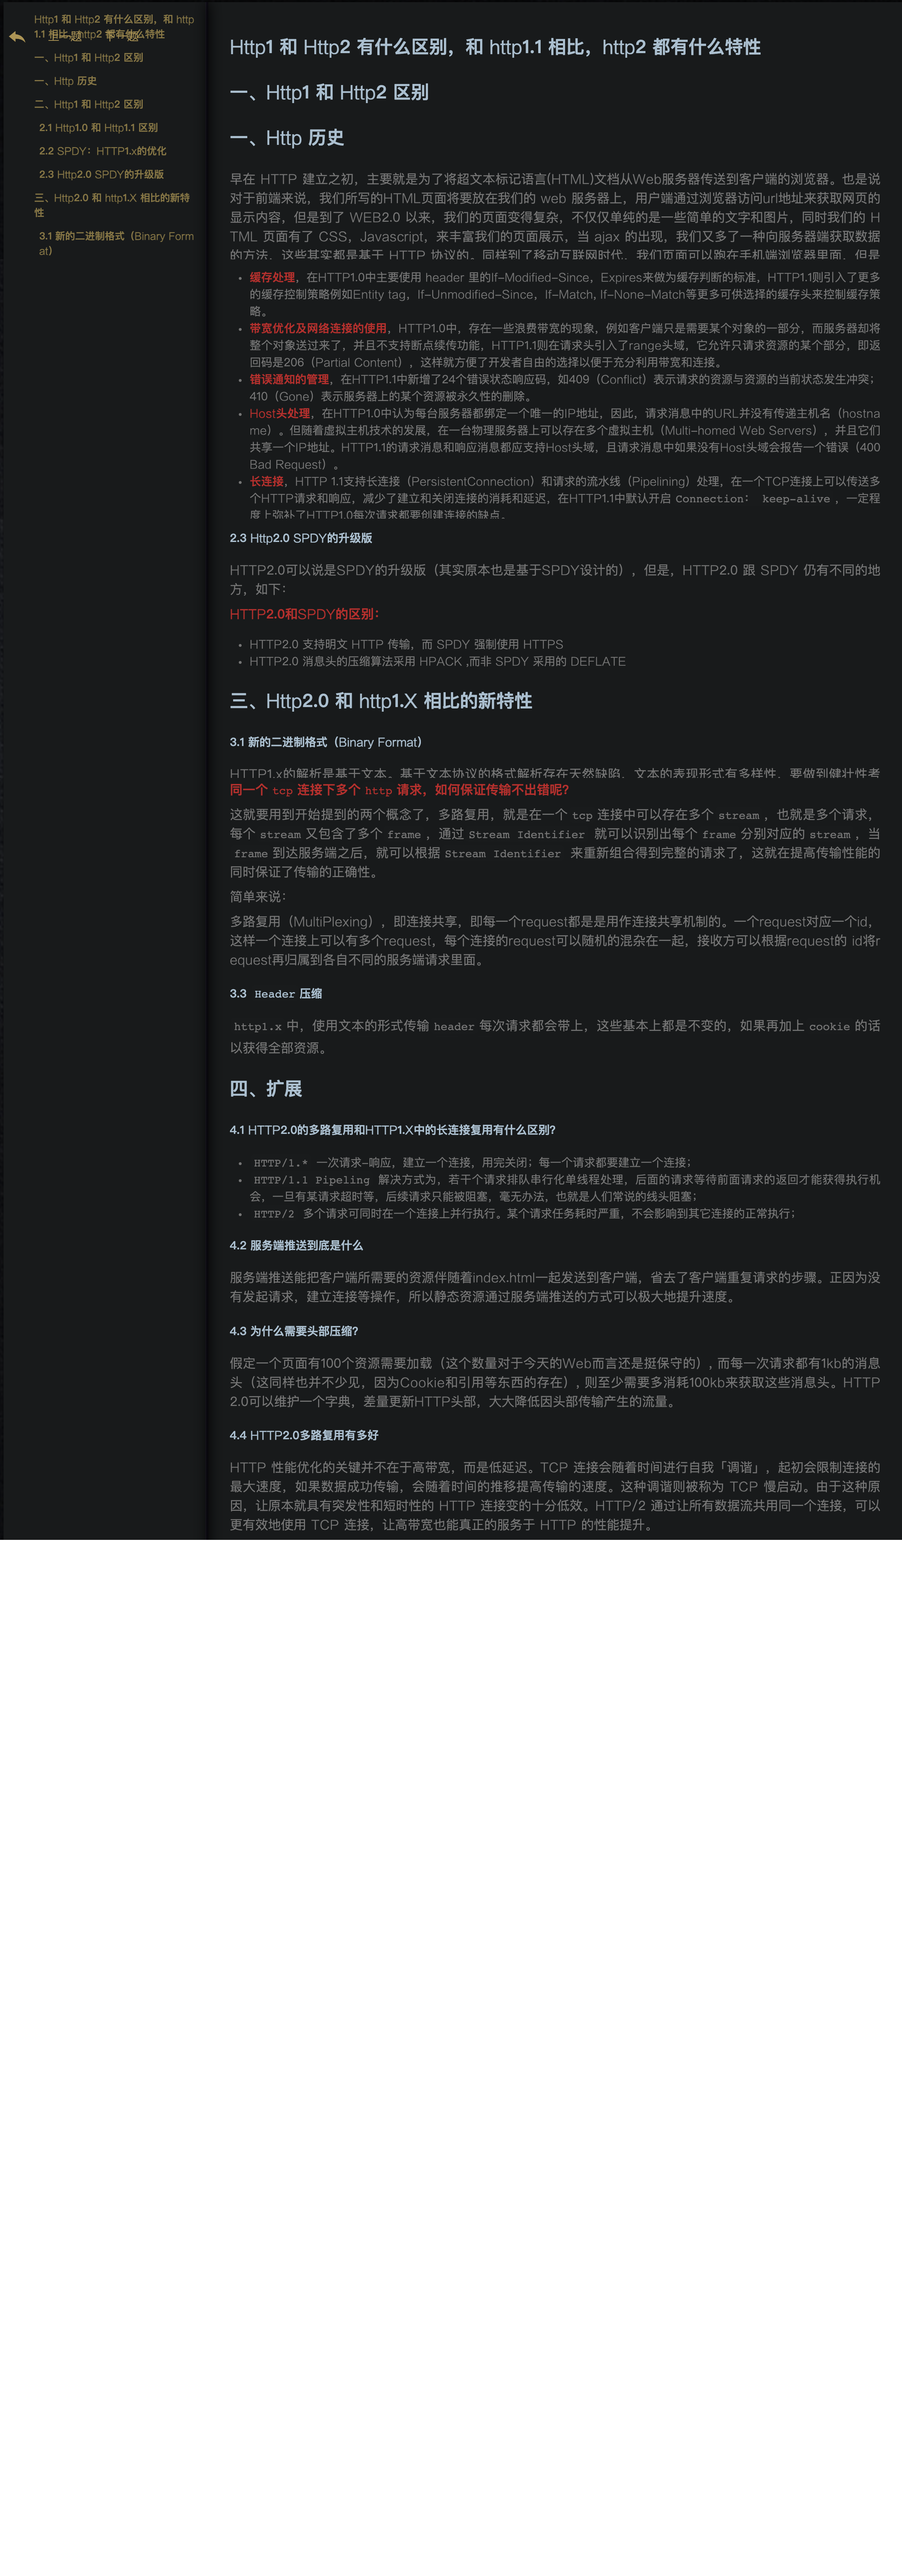 Http1 和 Http2 有什么区别，和 http
1.1 相比，http2 都有什么特性
一、Http1 和 Http2 区别
一、Http 历史
二、Http1 和 Http2 区别
2.1 Http1.0 和 Http1.1 区别
2.2 SPDY：HTTP1.x的优化
2.3 Http2.0 SPDY的升级版
三、Http2.0 和 http1.X 相比的新特
性
3.1 新的二进制格式（Binary Form
at）
Http1 和 Http2 有什么区别，和 http1.1 相比，http2 都有什么特性
一、Http1 和 Http2 区别
一、Http 历史
早在 HTTP 建立之初，主要就是为了将超文本标记语言(HTML)文档从Web服务器传送到客户端的浏览器。也是说
对于前端来说，我们所写的HTML页面将要放在我们的 web 服务器上，用户端通过浏览器访问url地址来获取网页的
显示内容，但是到了 WEB2.0 以来，我们的页面变得复杂，不仅仅单纯的是一些简单的文字和图片，同时我们的 H
TML 页面有了 CSS，Javascript，来丰富我们的页面展示，当 ajax 的出现，我们又多了一种向服务器端获取数据
的方法，这些其实都是基于 HTTP 协议的。同样到了移动互联网时代，我们页面可以跑在手机端浏览器里面，但是
• 缓存处理，在HTTP1.0中主要使用 header 里的If-Modified-Since，Expires来做为缓存判断的标准，HTTP1.1则引入了更多
的缓存控制策略例如Entity tag，If-Unmodified-Since，If-Match, If-None-Match等更多可供选择的缓存头来控制缓存策
略。
• 带宽优化及网络连接的使用，HTTP1.0中，存在一些浪费带宽的现象，例如客户端只是需要某个对象的一部分，而服务器却将
整个对象送过来了，并且不支持断点续传功能，HTTP1.1则在请求头引入了range头域，它允许只请求资源的某个部分，即返
回码是206（Partial Content），这样就方便了开发者自由的选择以便于充分利用带宽和连接。
• 错误通知的管理，在HTTP1.1中新增了24个错误状态响应码，如409（Conflict）表示请求的资源与资源的当前状态发生冲突；
410（Gone）表示服务器上的某个资源被永久性的删除。
• Host头处理，在HTTP1.0中认为每台服务器都绑定一个唯一的IP地址，因此，请求消息中的URL并没有传递主机名（hostna
me）。但随着虚拟主机技术的发展，在一台物理服务器上可以存在多个虚拟主机（Multi-homed Web Servers），并且它们
共享一个IP地址。HTTP1.1的请求消息和响应消息都应支持Host头域，且请求消息中如果没有Host头域会报告一个错误（400
Bad Request）。
• 长连接，HTTP 1.1支持长连接（PersistentConnection）和请求的流水线（Pipelining）处理，在一个TCP连接上可以传送多
个HTTP请求和响应，减少了建立和关闭连接的消耗和延迟，在HTTP1.1中默认开启 Connection： keep-alive ，一定程
度上弥补了HTTP1.0每次请求都要创建连接的缺点。
2.3 Http2.0 SPDY的升级版
HTTP2.0可以说是SPDY的升级版（其实原本也是基于SPDY设计的），但是，HTTP2.0 跟 SPDY 仍有不同的地
方，如下：
HTTP2.0和SPDY的区别：
• HTTP2.0 支持明文 HTTP 传输，而 SPDY 强制使用 HTTPS
• HTTP2.0 消息头的压缩算法采用 HPACK ,而非 SPDY 采用的 DEFLATE
三、Http2.0 和 http1.X 相比的新特性
3.1 新的二进制格式（Binary Format）
HTTP1.x的解析是基于文本。基于文本协议的格式解析存在天然缺陷，文本的表现形式有多样性，要做到健壮性考
同一个 tcp 连接下多个 http 请求，如何保证传输不出错呢？
这就要用到开始提到的两个概念了，多路复用，就是在一个 tcp 连接中可以存在多个 stream ，也就是多个请求，
每个 stream 又包含了多个 frame ，通过 Stream Identifier 就可以识别出每个 frame 分别对应的 stream ，当
frame 到达服务端之后，就可以根据 Stream Identifier 来重新组合得到完整的请求了，这就在提高传输性能的
同时保证了传输的正确性。
简单来说：
多路复用（MultiPlexing），即连接共享，即每一个request都是是用作连接共享机制的。一个request对应一个id，
这样一个连接上可以有多个request，每个连接的request可以随机的混杂在一起，接收方可以根据request的 id将r
equest再归属到各自不同的服务端请求里面。
3.3 Header 压缩
http1.x 中，使用文本的形式传输 header 每次请求都会带上，这些基本上都是不变的，如果再加上 cookie 的话
以获得全部资源。
四、扩展
4.1 HTTP2.0的多路复用和HTTP1.X中的长连接复用有什么区别？
• HTTP/1.* 一次请求-响应，建立一个连接，用完关闭；每一个请求都要建立一个连接；
• HTTP/1.1 Pipeling 解决方式为，若干个请求排队串行化单线程处理，后面的请求等待前面请求的返回才能获得执行机
会，一旦有某请求超时等，后续请求只能被阻塞，毫无办法，也就是人们常说的线头阻塞；
• HTTP/2 多个请求可同时在一个连接上并行执行。某个请求任务耗时严重，不会影响到其它连接的正常执行；
4.2 服务端推送到底是什么
服务端推送能把客户端所需要的资源伴随着index.html一起发送到客户端，省去了客户端重复请求的步骤。正因为没
有发起请求，建立连接等操作，所以静态资源通过服务端推送的方式可以极大地提升速度。
4.3 为什么需要头部压缩？
假定一个页面有100个资源需要加载（这个数量对于今天的Web而言还是挺保守的）, 而每一次请求都有1kb的消息
头（这同样也并不少见，因为Cookie和引用等东西的存在）, 则至少需要多消耗100kb来获取这些消息头。HTTP
2.0可以维护一个字典，差量更新HTTP头部，大大降低因头部传输产生的流量。
4.4 HTTP2.0多路复用有多好
HTTP 性能优化的关键并不在于高带宽，而是低延迟。TCP 连接会随着时间进行自我「调谐」，起初会限制连接的
最大速度，如果数据成功传输，会随着时间的推移提高传输的速度。这种调谐则被称为 TCP 慢启动。由于这种原
因，让原本就具有突发性和短时性的 HTTP 连接变的十分低效。HTTP/2 通过让所有数据流共用同一个连接，可以
更有效地使用 TCP 连接，让高带宽也能真正的服务于 HTTP 的性能提升。